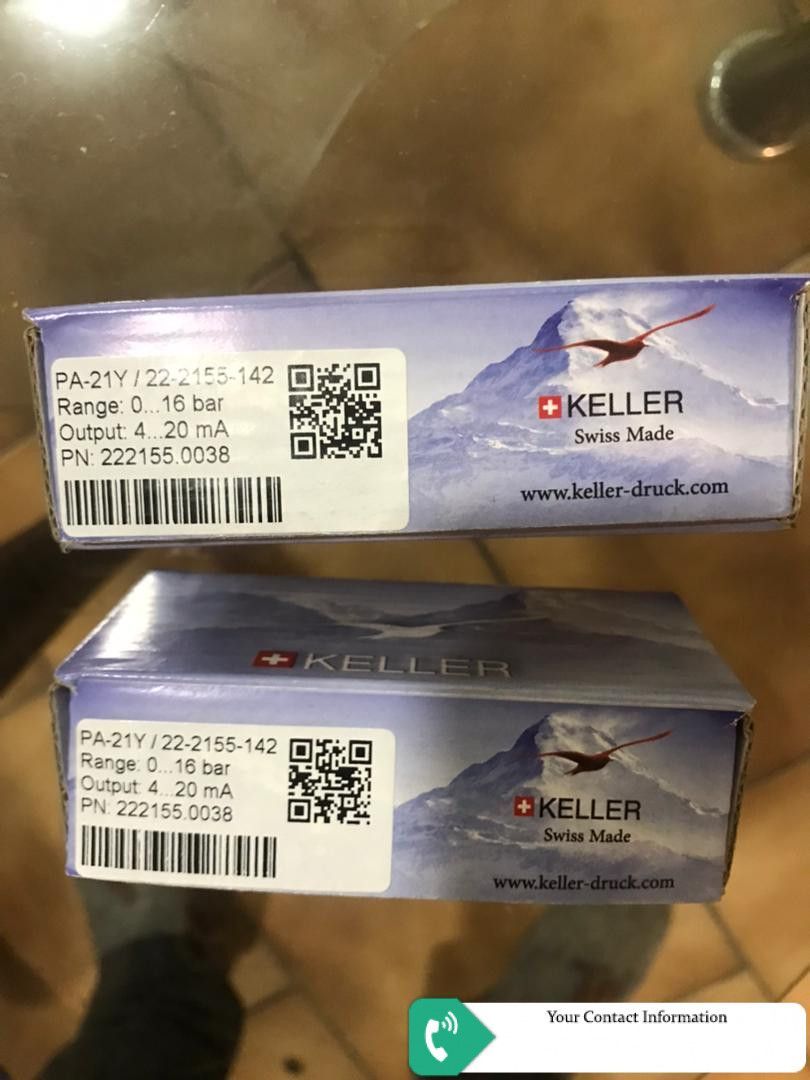 PA-21Y / 22-2155-142
Range: 0...16 bar
Output: 4...20 mA
PN: 222155.0038
KELLER
Swiss Made
www.keller-druck.com
KELLER
PA-21Y / 22-2155-142
Range: 0...16 bar
Output: 4...20 mA
PN: 222155.0038
KELLER
Swiss Made
www.keller-druck.com
Your Contact Information